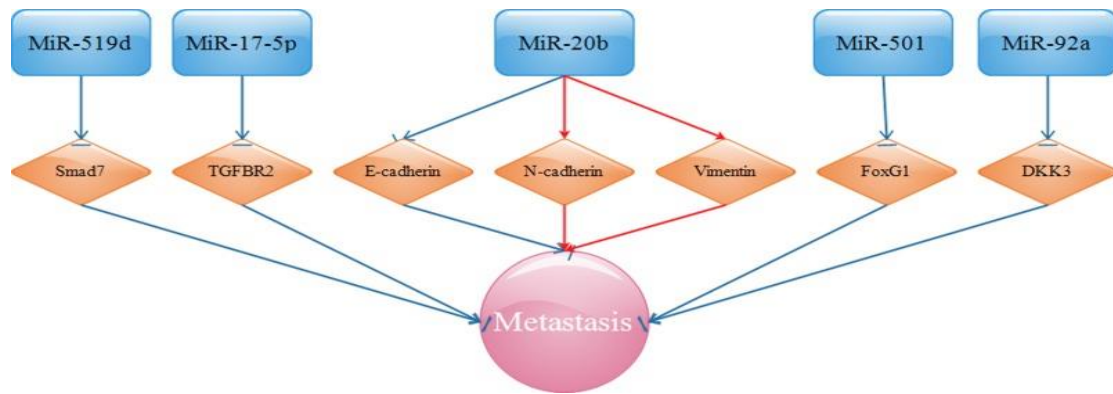 MiR-519d
MiR-17-5p
MiR-20b
MiR-501
MiR-92a
Smad7
TGFBR2
E-cadherin
N-cadherin
Vimentin
FoxG1
DKK3
Metastasis